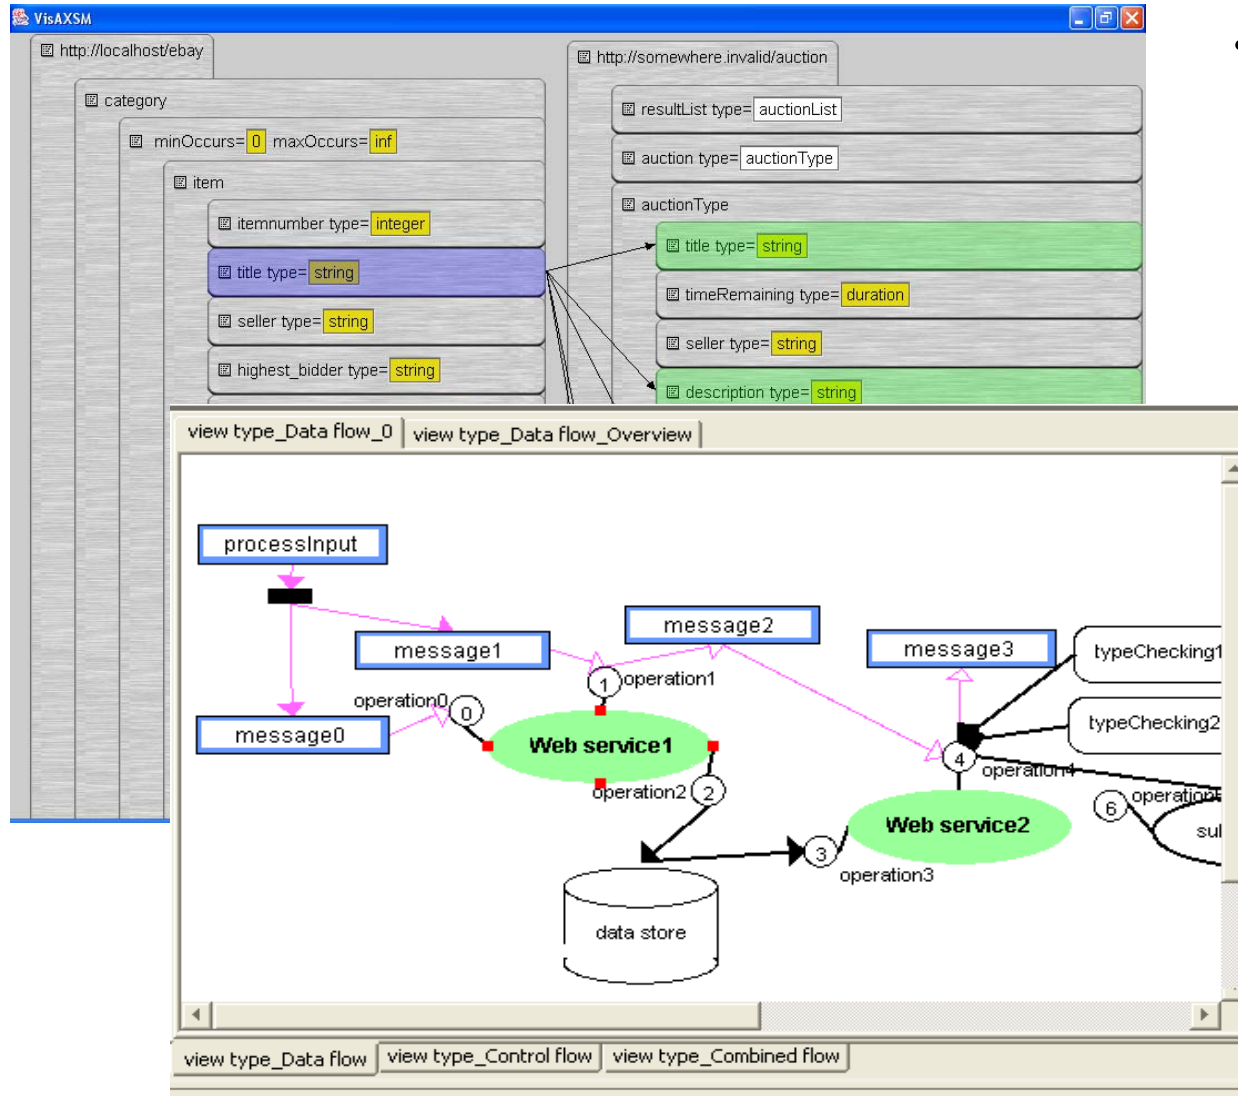 VisAXSM
http://localhost/ebay
category
minOccurs= 0 maxOccurs= inf
item
itemnumber type= integer
title type= string
seller type= string
highest_bidder type= string
http://somewhere.invalid/auction
resultList type= auctionList
auction type= auctionType
auctionType
title type= string
timeRemaining type= duration
seller type= string
description type= string
view type_Data flow_0
view type_Data flow_Overview
processInput
message1
message2
message3
typeChecking1
operation1
operation0
0
1
message0
Web service1
typeChecking2
4
operation4
operation2
2
6
Web service2
3
operation3
data store
view type_Data flow
view type_Control flow
view type_Combined flow